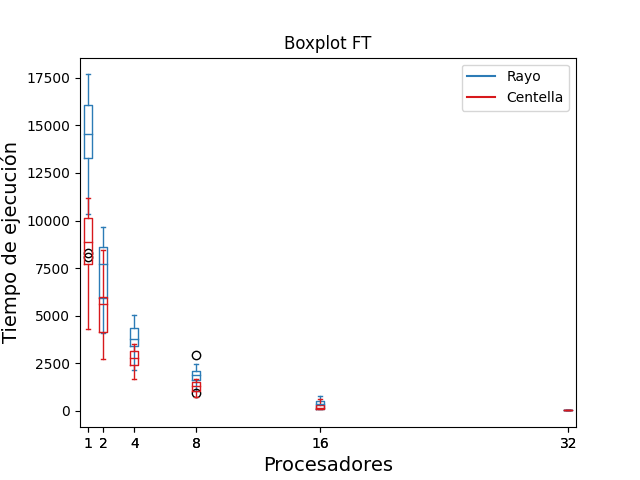 Boxplot FT
Rayo
Centella
Tiempo de ejecución
17500
15000
12500
10000
7500
5000
2500
0
1 2 4 8 16 32
Procesadores